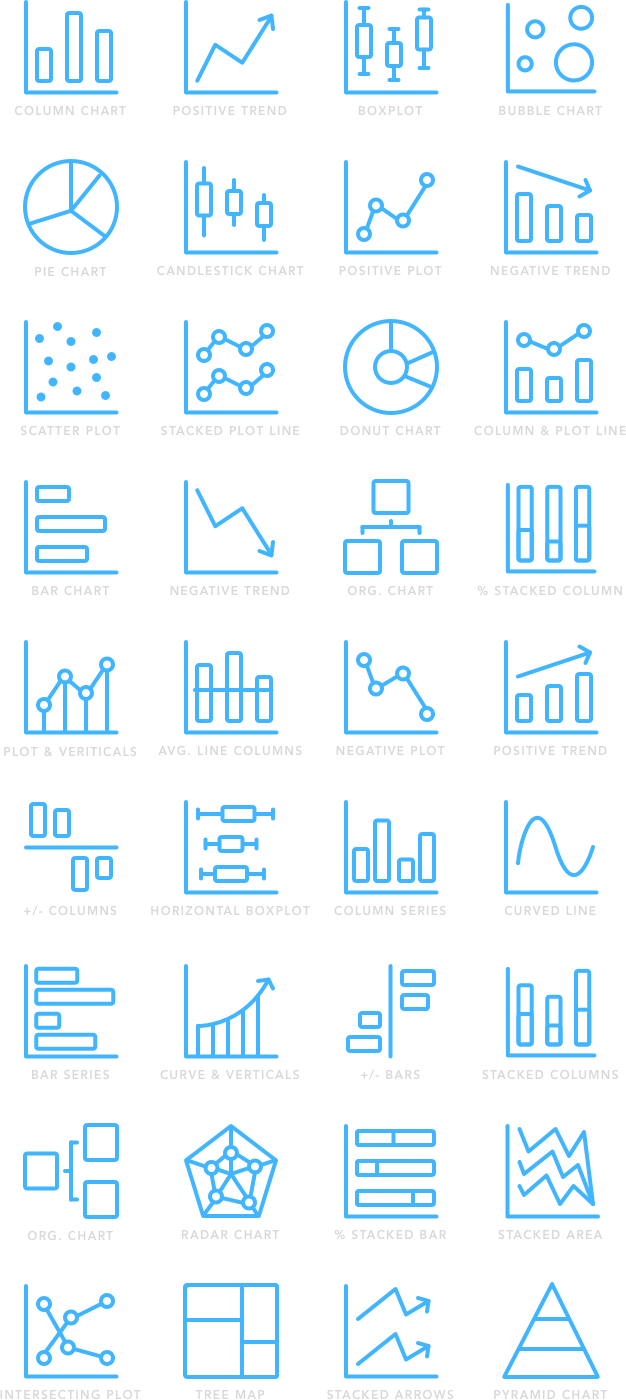 COLUMN CHART
POSITIVE TREND
BOXPLOT
BUBBLE CHART
PIE CHART
CANDLESTICK CHART
POSITIVE PLOT
NEGATIVE TREND
SCATTER PLOT
STACKED PLOT LINE
DONUT CHART
COLUMN & PLOT LINE
BAR CHART
NEGATIVE TREND
ORG. CHART
% STACKED COLUMN
PLOT & VERITICALS
AVG. LINE COLUMNS
NEGATIVE PLOT
POSITIVE TREND
+/- COLUMNS
HORIZONTAL BOXPLOT
COLUMN SERIES
CURVED LINE
BAR SERIES
CURVE & VERTICALS
+/- BARS
STACKED COLUMNS
ORG. CHART
RADAR CHART
% STACKED BAR
STACKED AREA
INTERSECTING PLOT
TREE MAP
STACKED ARROWS
PYRAMID CHART